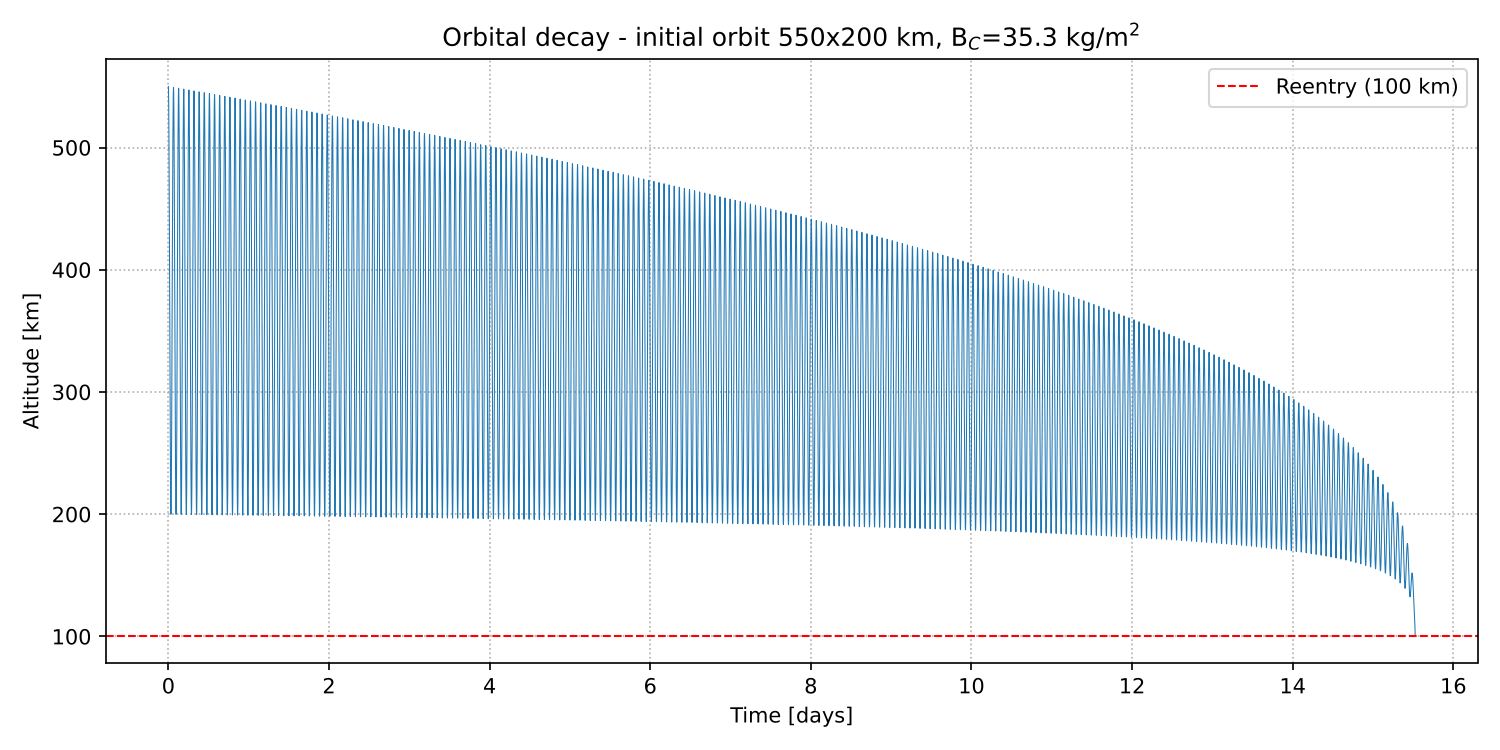 Orbital decay - initial orbit 550x200 km, B_C=35.3 kg/m²
Reentry (100 km)
Altitude [km]
500
400
300
200
100
0 2 4 6 8 10 12 14 16
Time [days]